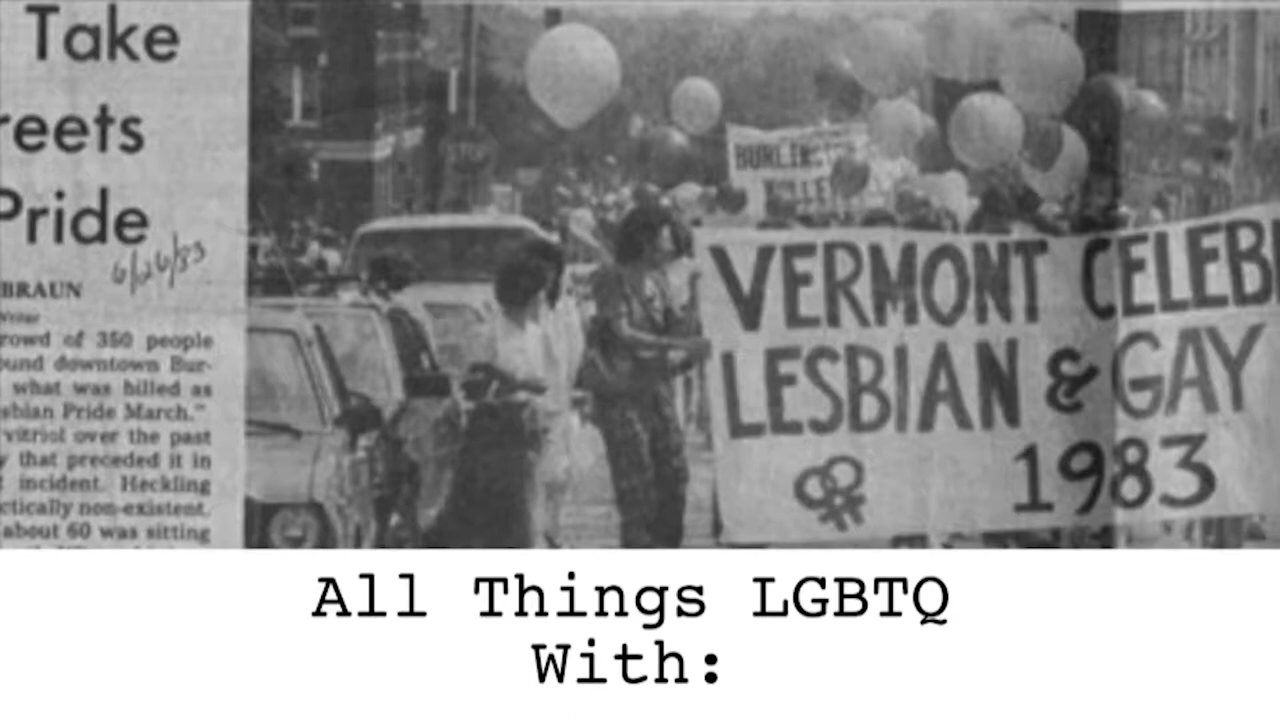 Take
reets
Pride
6/26/83
BRAUN
rowd of 350 people
und downtown Bur-
what was billed as
sbian Pride March."
vitriol over the past
y that preceded it in
t incident. Heckling
ctically non-existent.
about 60 was sitting
STOP
BURLINGTON
VERMONT CELEB
LESBIAN & GAY
1983
All Things LGBTQ
With: